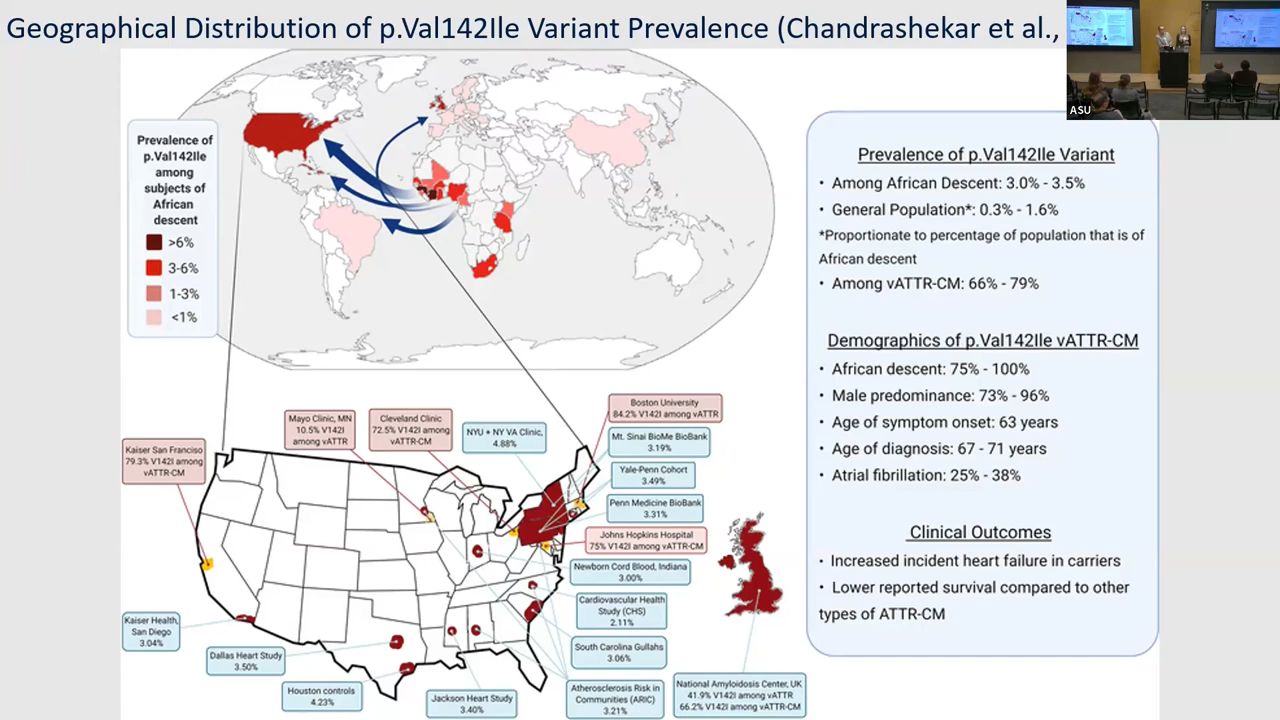 Geographical Distribution of p.Val142Ile Variant Prevalence (Chandrashekar et al.,
ASU
Prevalence of
p.Val142Ile
among
subjects of
African
descent
>6%
3-6%
1-3%
<1%
Prevalence of p.Val142Ile Variant
• Among African Descent: 3.0% - 3.5%
• General Population*: 0.3% - 1.6%
*Proportionate to percentage of population that is of
African descent
• Among vATTR-CM: 66% - 79%
Demographics of p.Val142Ile vATTR-CM
• African descent: 75% - 100%
• Male predominance: 73% - 96%
• Age of symptom onset: 63 years
• Age of diagnosis: 67 - 71 years
• Atrial fibrillation: 25% - 38%
Clinical Outcomes
• Increased incident heart failure in carriers
• Lower reported survival compared to other
types of ATTR-CM
Kaiser San Franciso
79.3% V142I among
vATTR-CM
Mayo Clinic, MN
10.5% V142I
among vATTR
Cleveland Clinic
72.5% V142I among
vATTR-CM
NYU + NY VA Clinic,
4.88%
Boston University
84.2% V142I among vATTR
Mt. Sinai BioMe BioBank
3.19%
Yale-Penn Cohort
3.49%
Penn Medicine BioBank
3.31%
Johns Hopkins Hospital
75% V142I among vATTR-CM
Newborn Cord Blood, Indiana
3.00%
Cardiovascular Health
Study (CHS)
2.11%
South Carolina Gullahs
3.06%
Atherosclerosis Risk in
Communities (ARIC)
3.21%
Kaiser Health,
San Diego
3.04%
Dallas Heart Study
3.50%
Houston controls
4.23%
Jackson Heart Study
3.40%
National Amyloidosis Center, UK
41.9% V142I among vATTR
66.2% V142I among vATTR-CM